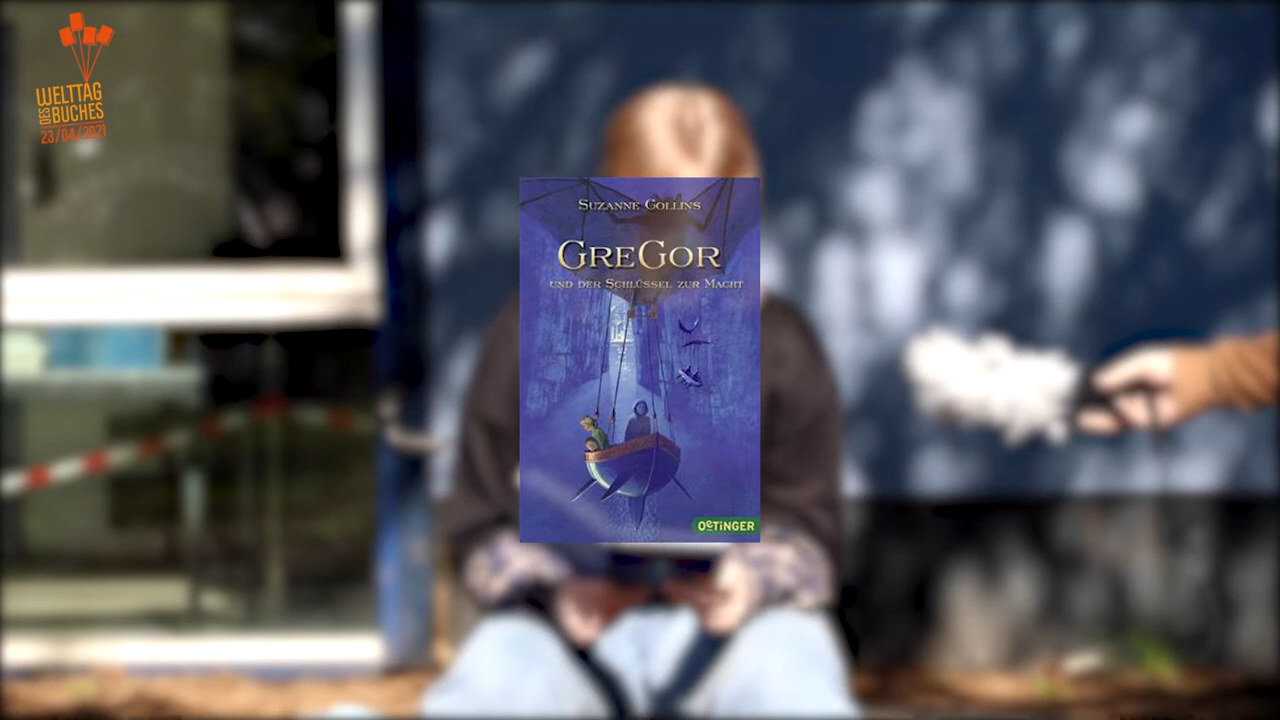 WELTTAG
DES BUCHES
23/04/2021
SUZANNE COLLINS
GREGOR
UND DER SCHLÜSSEL ZUR MACHT
OETINGER